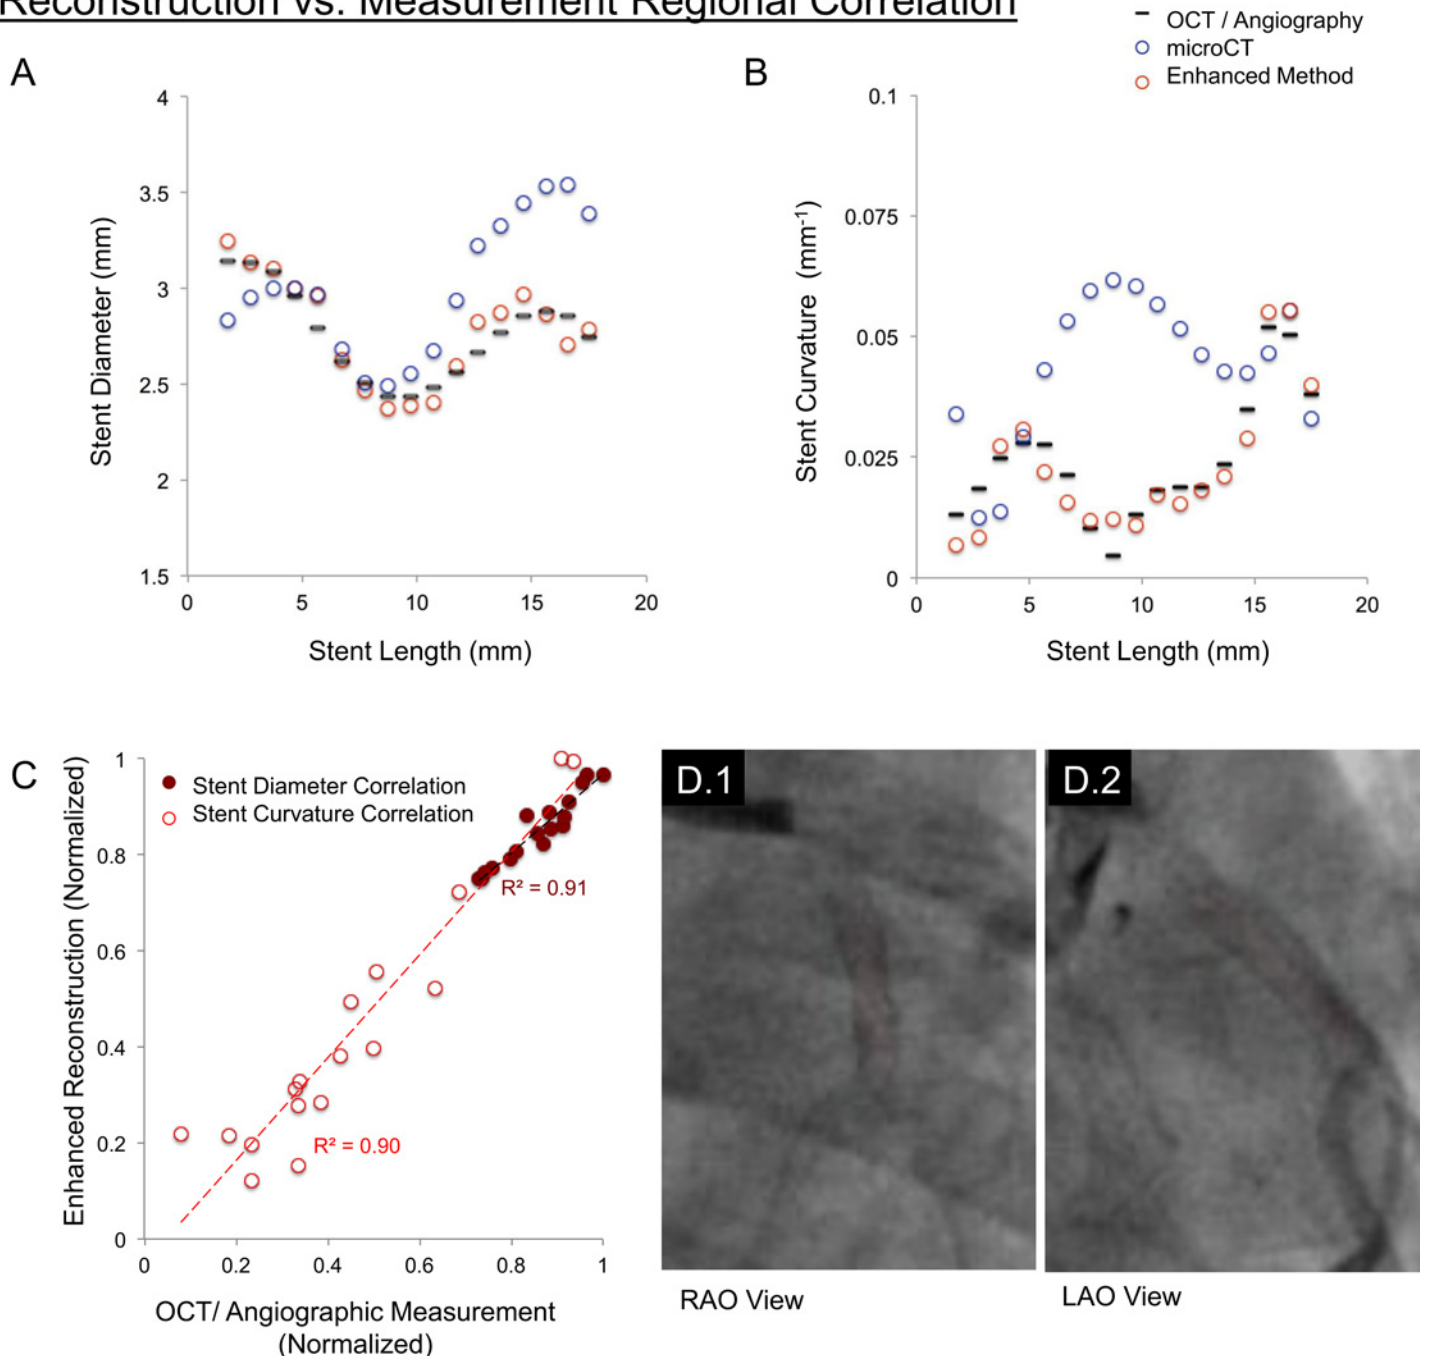 Reconstruction vs. Measurement Regional Correlation
OCT / Angiography
microCT
Enhanced Method
A
B
4
3.5
3
2.5
2
1.5
0
5
10
15
20
Stent Diameter (mm)
Stent Length (mm)
0.1
0.075
0.05
0.025
0
0
5
10
15
20
Stent Curvature (mm⁻¹)
Stent Length (mm)
C
Stent Diameter Correlation
Stent Curvature Correlation
1
0.8
0.6
0.4
0.2
0
0
0.2
0.4
0.6
0.8
1
R² = 0.91
R² = 0.90
Enhanced Reconstruction (Normalized)
OCT/ Angiographic Measurement
(Normalized)
D.1
D.2
RAO View
LAO View